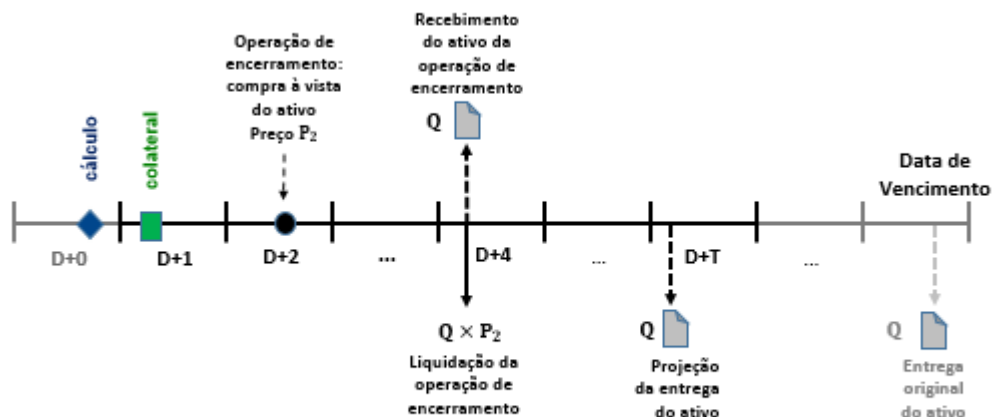 Recebimento
do ativo da
operação de
encerramento
Q
Operação de
encerramento:
compra à vista
do ativo
Preço P₂
cálculo
colateral
Data de
Vencimento
D+0
D+1
D+2
...
D+4
...
D+T
...
Q × P₂
Liquidação da
operação de
encerramento
Q
Projeção
da entrega
do ativo
Q
Entrega
original
do ativo